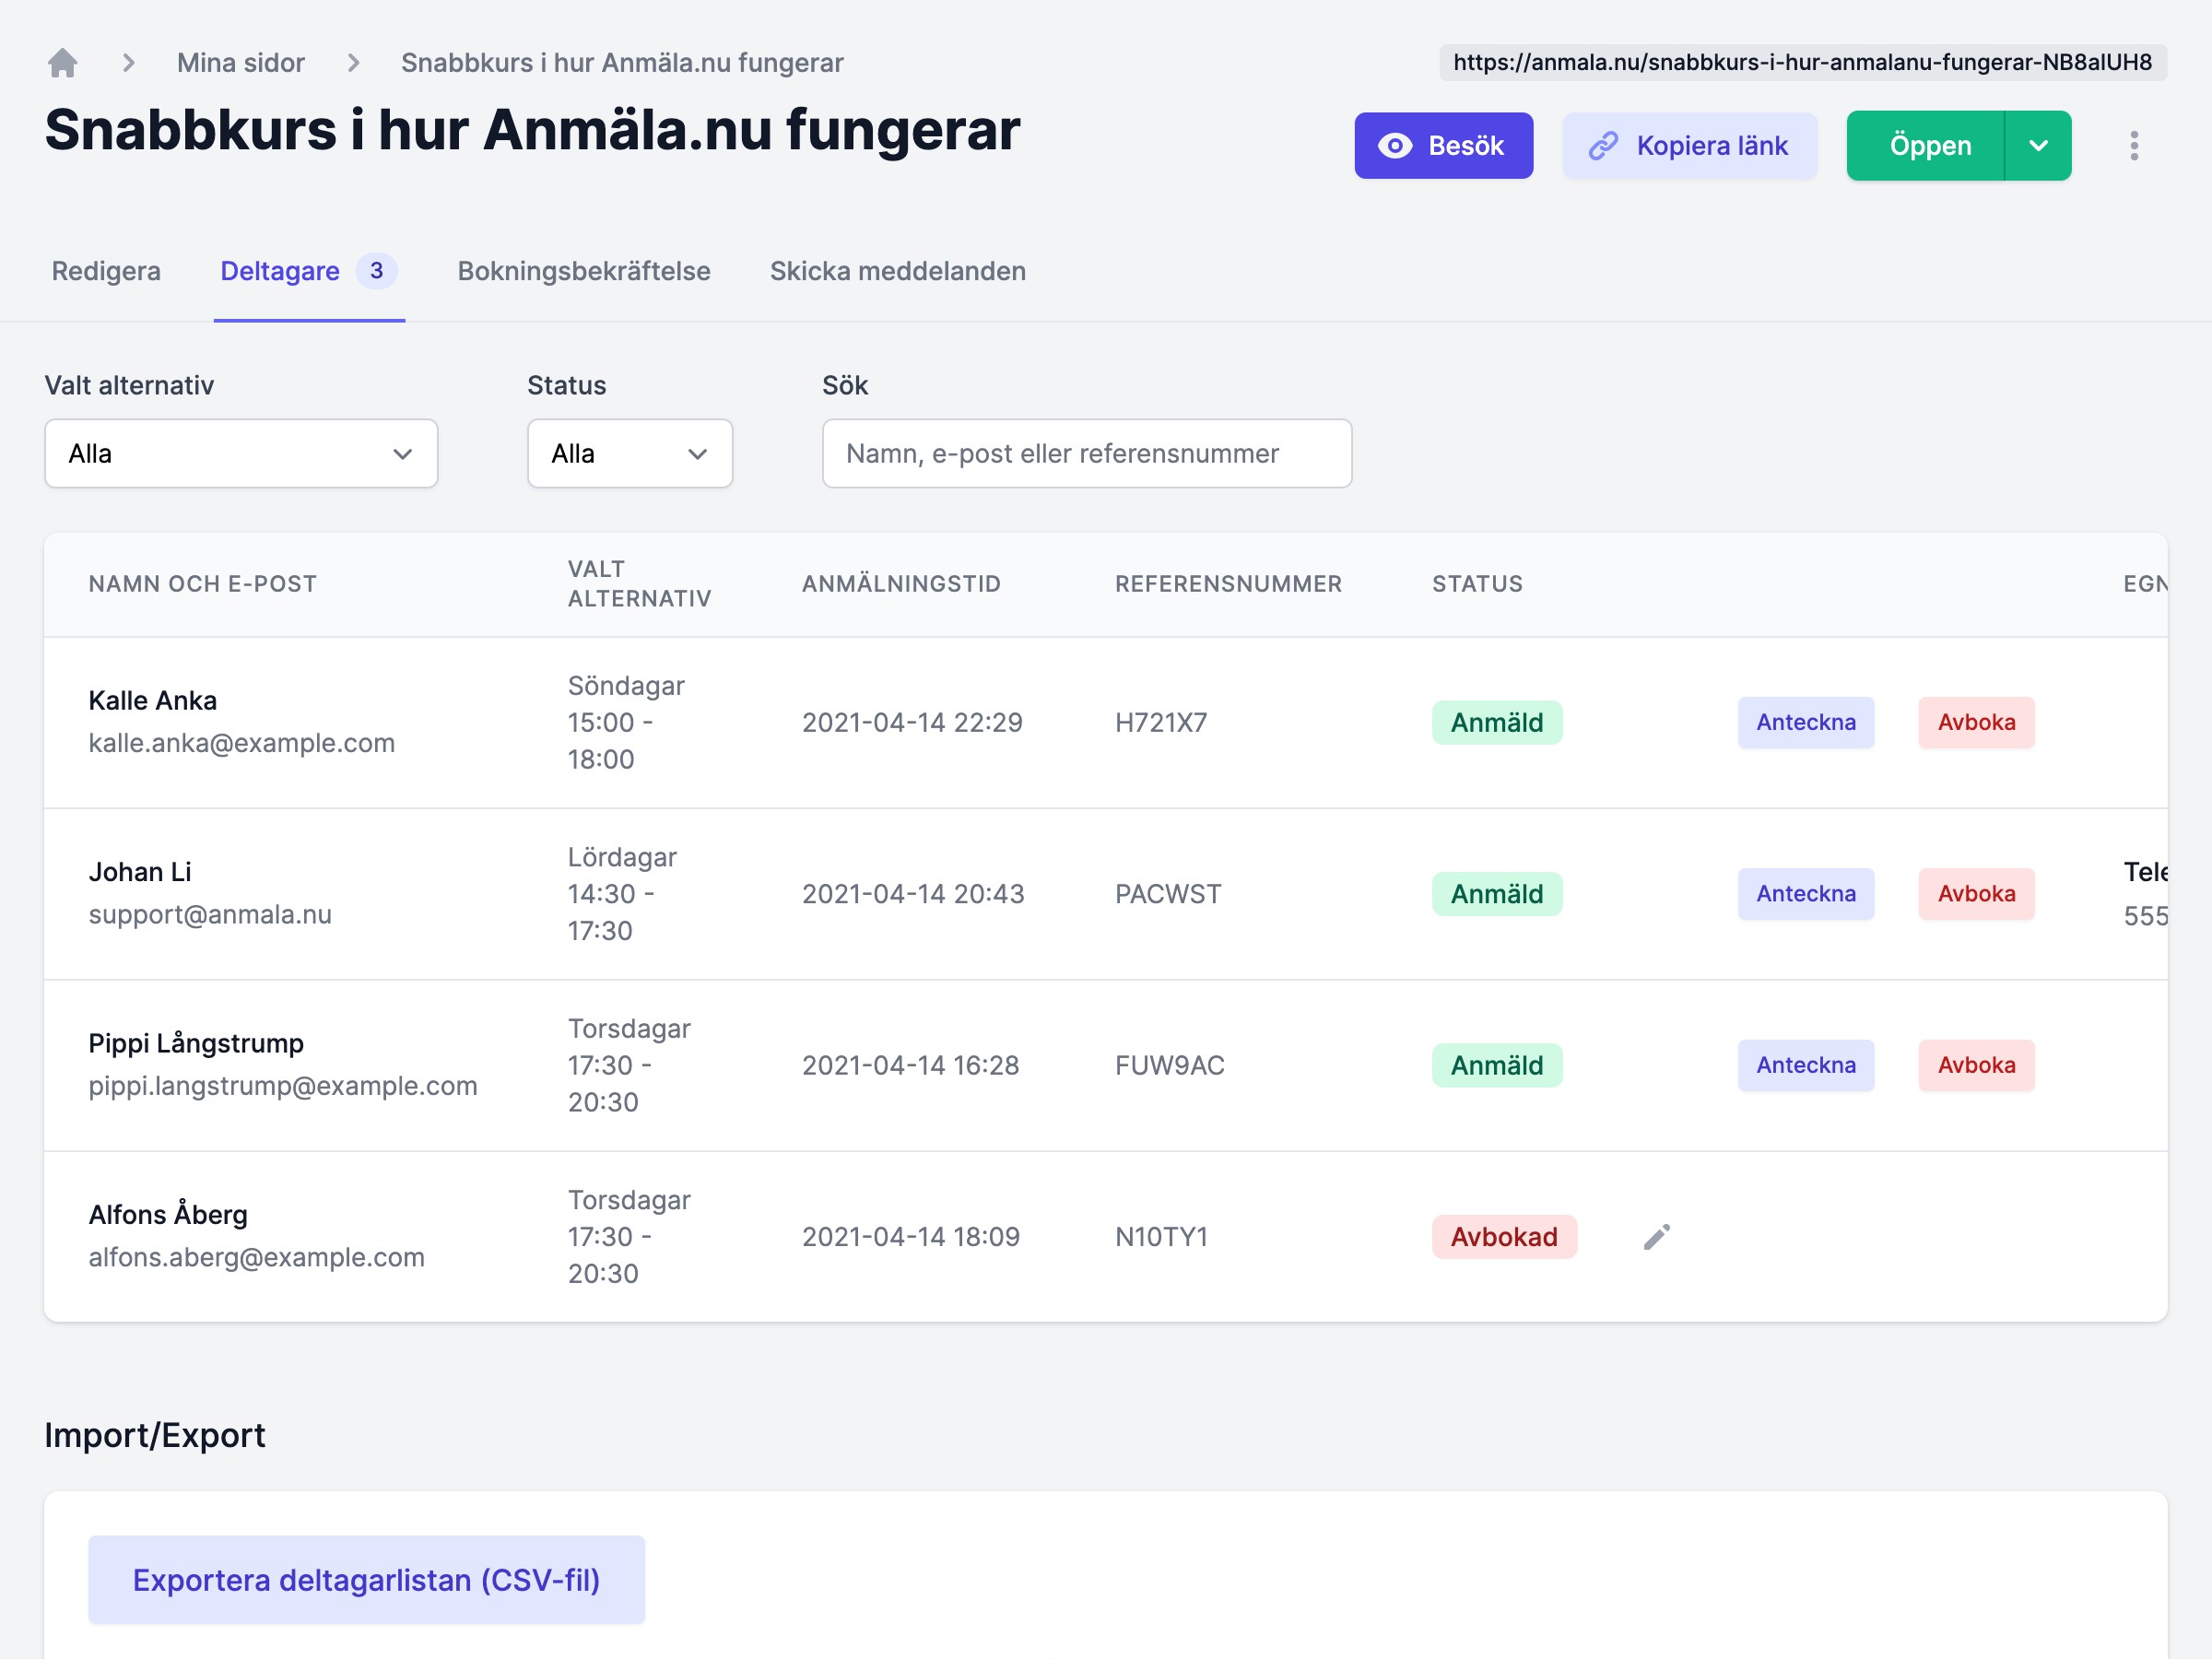 Mina sidor
Snabbkurs i hur Anmäla.nu fungerar
https://anmala.nu/snabbkurs-i-hur-anmalanu-fungerar-NB8alUH8
Snabbkurs i hur Anmäla.nu fungerar
Besök
Kopiera länk
Öppen
Redigera
Deltagare 3
Bokningsbekräftelse
Skicka meddelanden
Valt alternativ
Status
Sök
Alla
Alla
Namn, e-post eller referensnummer
NAMN OCH E-POST
VALT
ALTERNATIV
ANMÄLNINGSTID
REFERENSNUMMER
STATUS
EGN
Kalle Anka
kalle.anka@example.com
Söndagar
15:00 -
18:00
2021-04-14 22:29
H721X7
Anmäld
Anteckna
Avboka
Johan Li
support@anmala.nu
Lördagar
14:30 -
17:30
2021-04-14 20:43
PACWST
Anmäld
Anteckna
Avboka
Tele
555
Pippi Långstrump
pippi.langstrump@example.com
Torsdagar
17:30 -
20:30
2021-04-14 16:28
FUW9AC
Anmäld
Anteckna
Avboka
Alfons Åberg
alfons.aberg@example.com
Torsdagar
17:30 -
20:30
2021-04-14 18:09
N10TY1
Avbokad
Import/Export
Exportera deltagarlistan (CSV-fil)